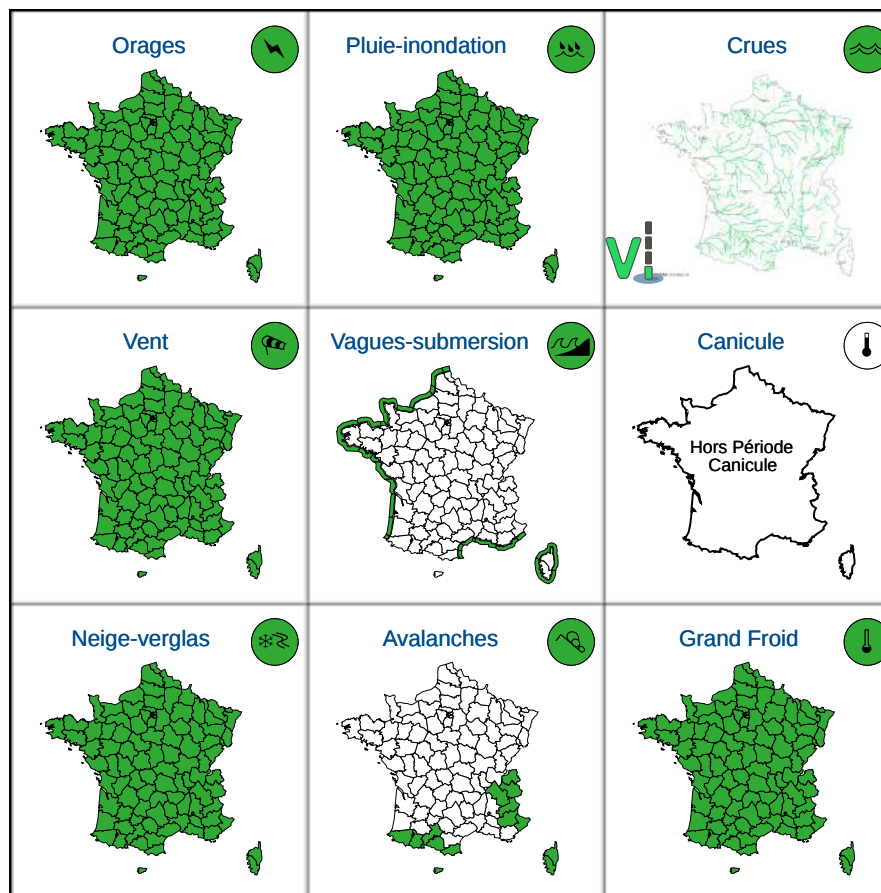 Orages
Pluie-inondation
Crues
Vent
Vagues-submersion
Canicule
Hors Période
Canicule
Neige-verglas
Avalanches
Grand Froid